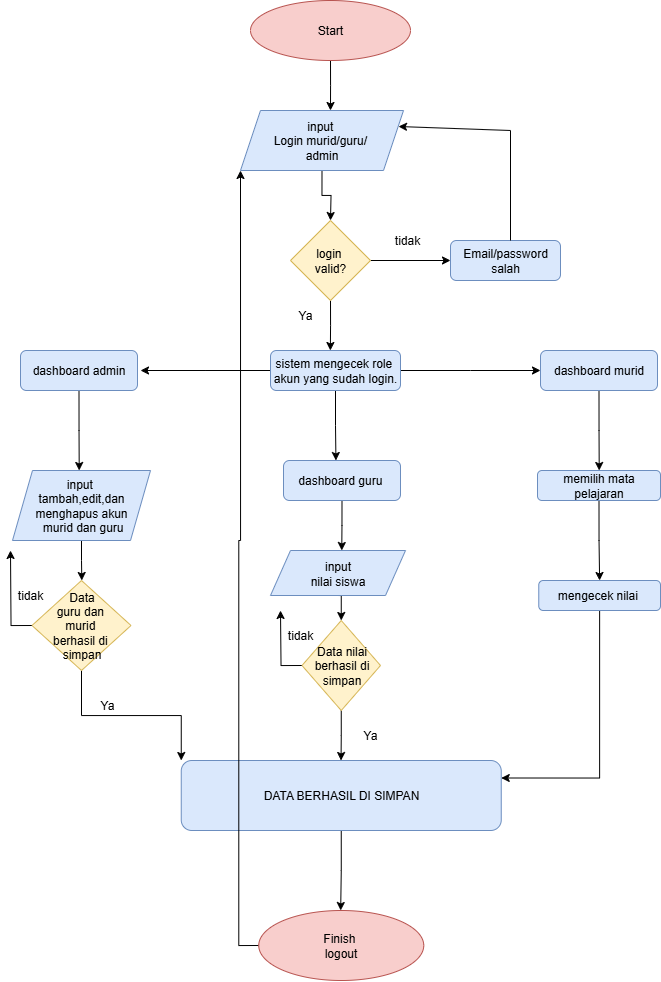 Start
input
Login murid/guru/
admin
login
valid?
tidak
Email/password
salah
Ya
dashboard admin
sistem mengecek role
akun yang sudah login.
dashboard murid
dashboard guru
input
tambah,edit,dan
menghapus akun
murid dan guru
memilih mata
pelajaran
input
nilai siswa
mengecek nilai
tidak
Data
guru dan
murid
berhasil di
simpan
tidak
Data nilai
berhasil di
simpan
Ya
Ya
DATA BERHASIL DI SIMPAN
Finish
logout